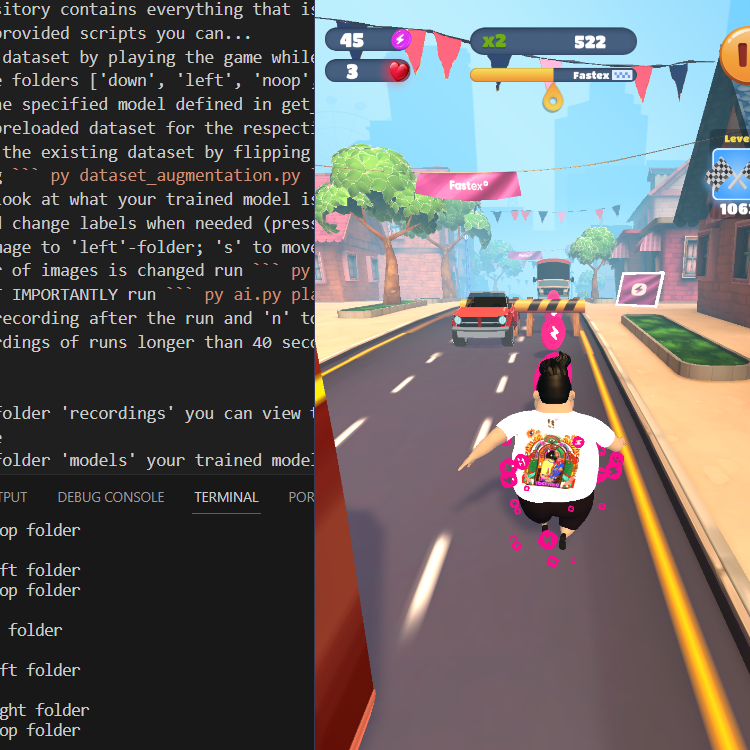 sitory contains everything that is
provided scripts you can...
dataset by playing the game while
e folders ['down', 'left', 'noop'
he specified model defined in get_
preloaded dataset for the respecti
the existing dataset by flipping
g ``` py dataset_augmentation.py
look at what your trained model is
d change labels when needed (press
mage to 'left'-folder; 's' to move
r of images is changed run ``` py
T IMPORTANTLY run ``` py ai.py pla
recording after the run and 'n' to
rdings of runs longer than 40 seco
folder 'recordings' you can view t
e
folder 'models' your trained model
TPUT DEBUG CONSOLE TERMINAL POR
op folder
ft folder
op folder
folder
ft folder
ght folder
op folder
45
x2 522
3
Fastex
Leve
106
Fastex